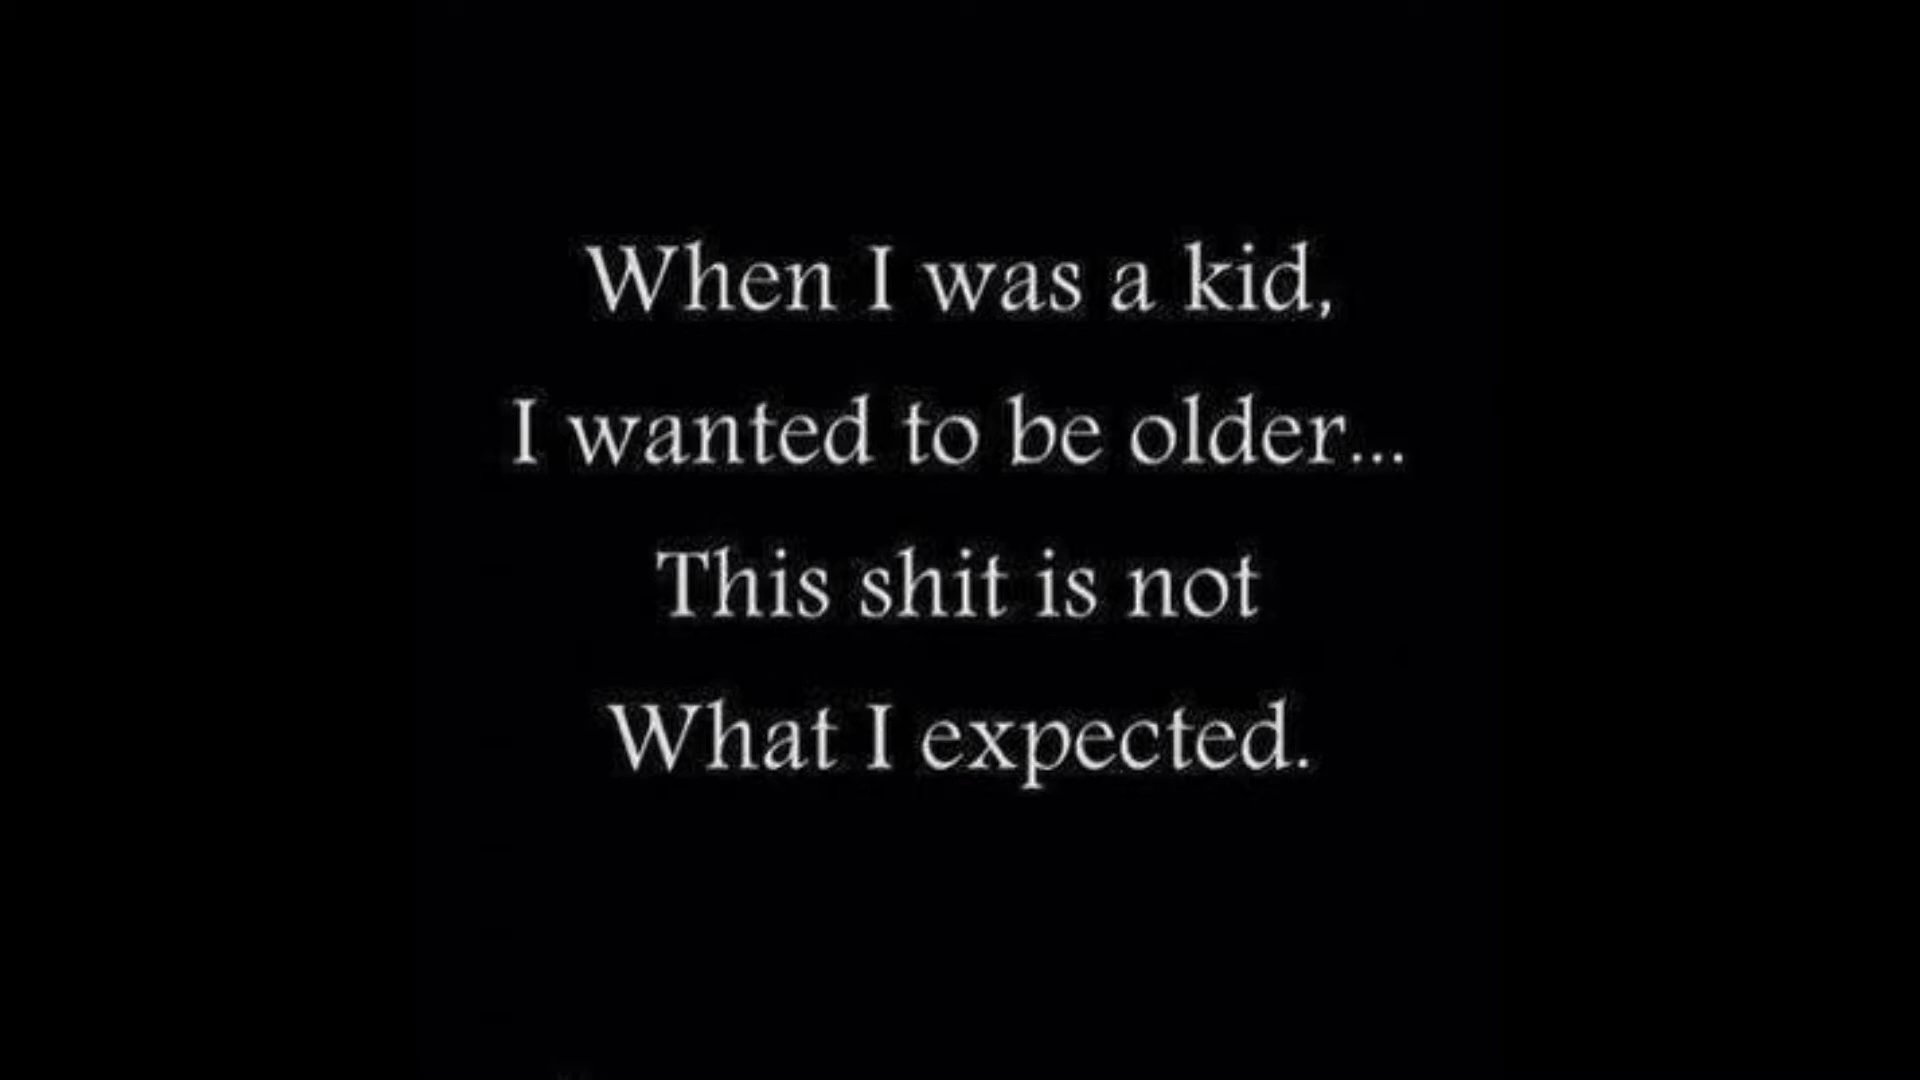 When I was a kid,
I wanted to be older...
This shit is not
What I expected.